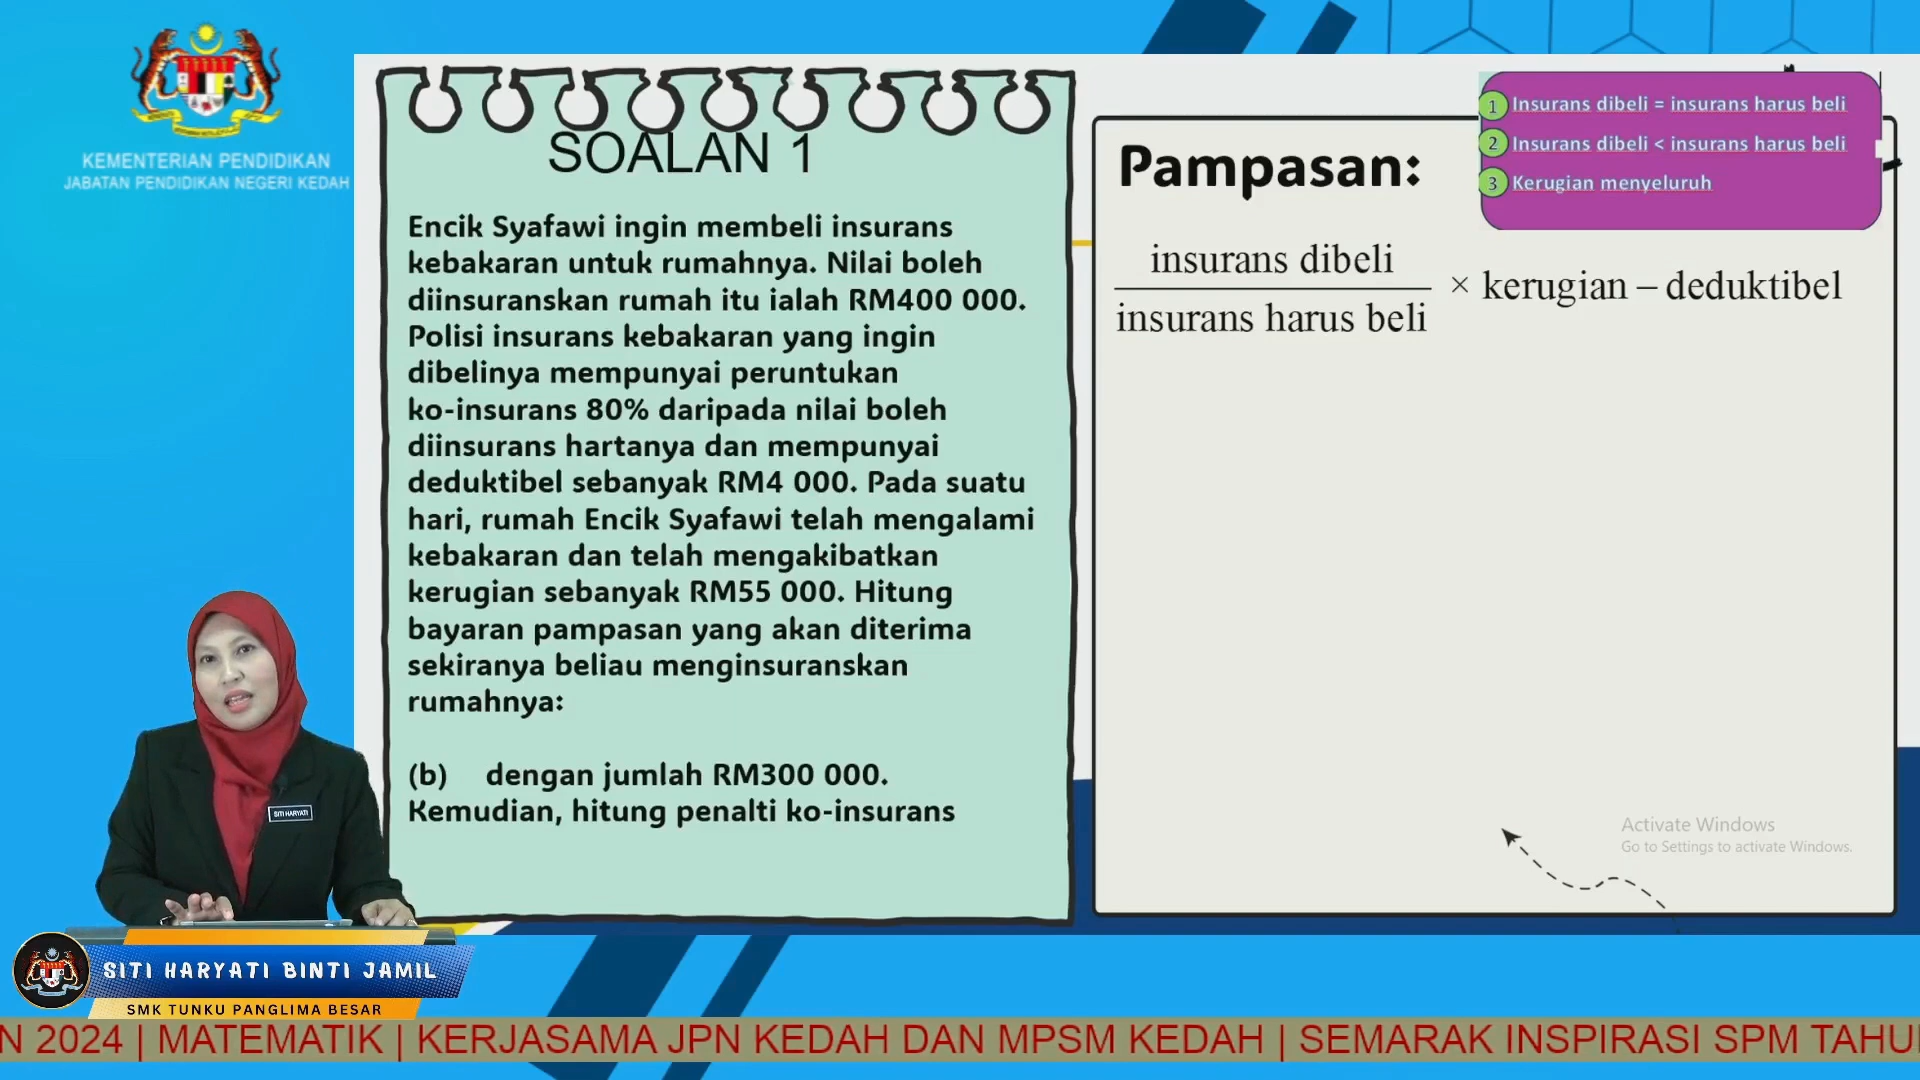 KEMENTERIAN PENDIDIKAN
JABATAN PENDIDIKAN NEGERI KEDAH
SOALAN 1
Encik Syafawi ingin membeli insurans
kebakaran untuk rumahnya. Nilai boleh
diinsuranskan rumah itu ialah RM400 000.
Polisi insurans kebakaran yang ingin
dibelinya mempunyai peruntukan
ko-insurans 80% daripada nilai boleh
diinsurans hartanya dan mempunyai
deduktibel sebanyak RM4 000. Pada suatu
hari, rumah Encik Syafawi telah mengalami
kebakaran dan telah mengakibatkan
kerugian sebanyak RM55 000. Hitung
bayaran pampasan yang akan diterima
sekiranya beliau menginsuranskan
rumahnya:
(b) dengan jumlah RM300 000.
Kemudian, hitung penalti ko-insurans
1 Insurans dibeli = insurans harus beli
2 Insurans dibeli < insurans harus beli
3 Kerugian menyeluruh
Pampasan:
insurans dibeli
insurans harus beli
× kerugian – deduktibel
Activate Windows
Go to Settings to activate Windows.
SITI HARYATI
SITI HARYATI BINTI JAMIL
SMK TUNKU PANGLIMA BESAR
N 2024 | MATEMATIK | KERJASAMA JPN KEDAH DAN MPSM KEDAH | SEMARAK INSPIRASI SPM TAHU